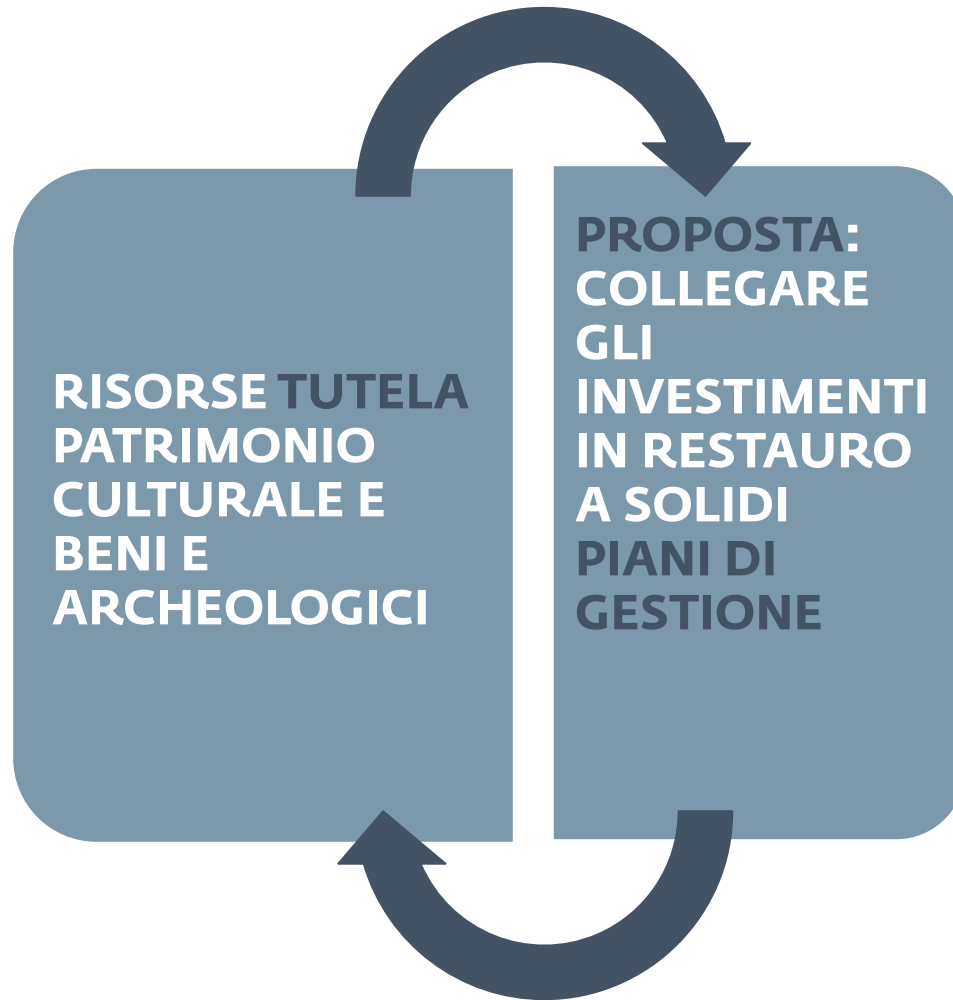 RISORSE TUTELA
PATRIMONIO
CULTURALE E
BENI E
ARCHEOLOGICI
PROPOSTA:
COLLEGARE
GLI
INVESTIMENTI
IN RESTAURO
A SOLIDI
PIANI DI
GESTIONE